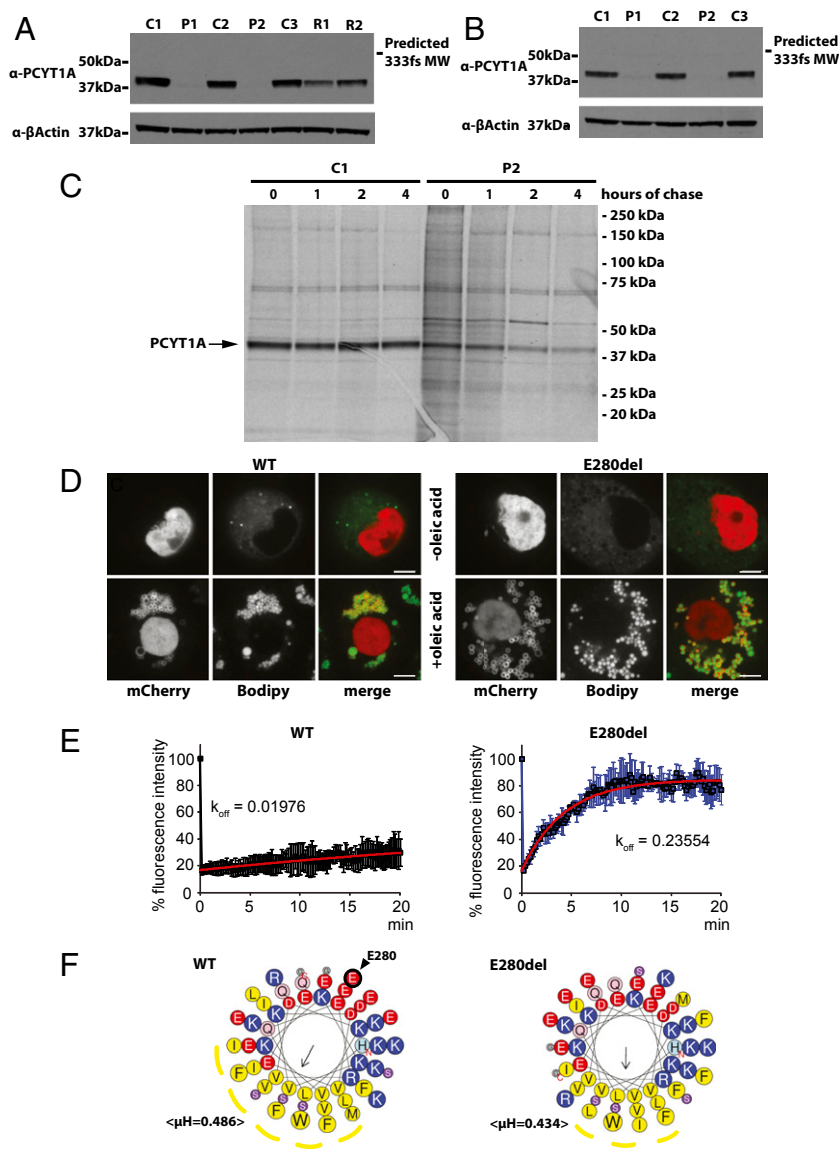 A
C1 P1 C2 P2 C3 R1 R2
50kDa
α-PCYT1A
37kDa
Predicted
333fs MW
α-βActin 37kDa
B
C1 P1 C2 P2 C3
50kDa
α-PCYT1A
37kDa
Predicted
333fs MW
α-βActin 37kDa
C
C1 P2
0 1 2 4 0 1 2 4 hours of chase
- 250 kDa
- 150 kDa
- 100 kDa
- 75 kDa
- 50 kDa
PCYT1A
- 37 kDa
- 25 kDa
- 20 kDa
D
WT E280del
-oleic acid
+oleic acid
mCherry Bodipy merge mCherry Bodipy merge
E
WT
% fluorescence intensity
100
80
60
40
20
0
koff = 0.01976
0 5 10 15 20
min
E280del
% fluorescence intensity
100
80
60
40
20
0
koff = 0.23554
0 5 10 15 20
min
F
WT
E280
<μH=0.486>
E280del
<μH=0.434>